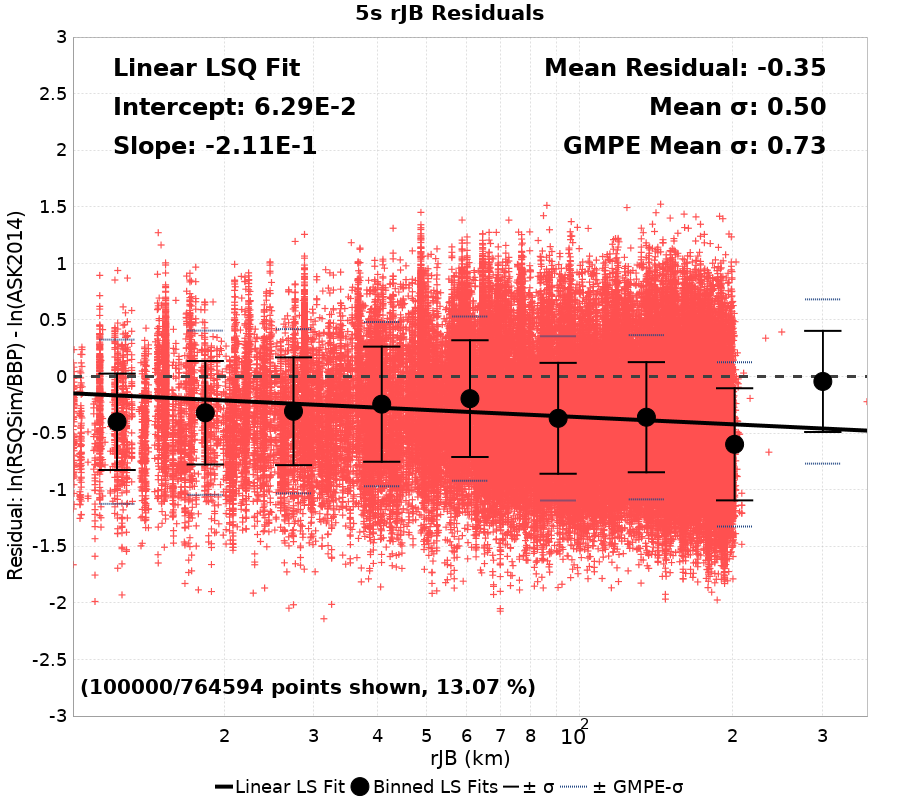 5s rJB Residuals
Linear LSQ Fit
Intercept: 6.29E-2
Slope: -2.11E-1
Mean Residual: -0.35
Mean σ: 0.50
GMPE Mean σ: 0.73
Residual: ln(RSQSim/BBP) - ln(ASK2014)
3
2.5
2
1.5
1
0.5
0
-0.5
-1
-1.5
-2
-2.5
-3
(100000/764594 points shown, 13.07 %)
2 3 4 5 6 7 8 10² 2 3
rJB (km)
Linear LS Fit Binned LS Fits ± σ ± GMPE-σ